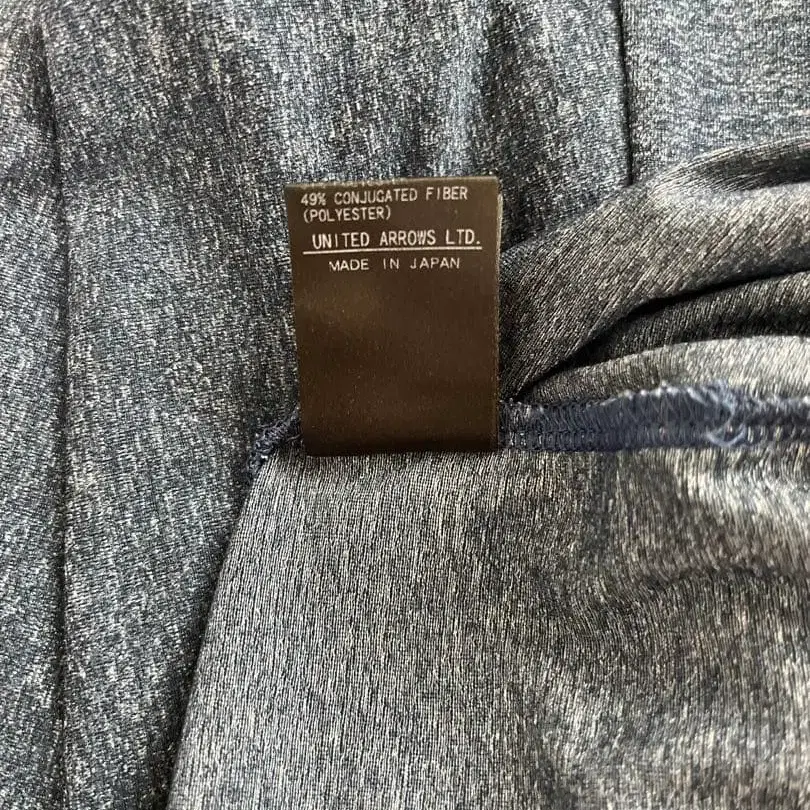 49% CONJUGATED FIBER
(POLYESTER)
UNITED ARROWS LTD.
MADE IN JAPAN